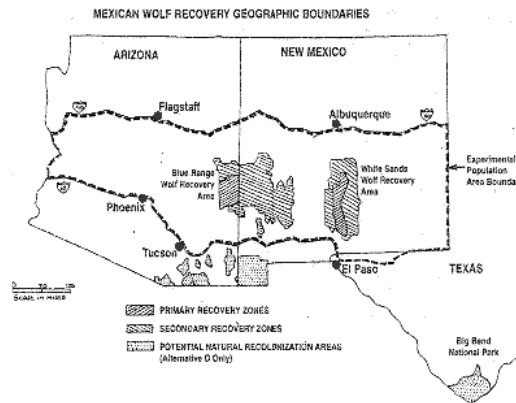 MEXICAN WOLF RECOVERY GEOGRAPHIC BOUNDARIES
ARIZONA
NEW MEXICO
Flagstaff
Albuquerque
Blue Range
Wolf Recovery
Area
White Sands
Wolf Recovery
Area
Experimental
Population
Area Bounda
Phoenix
Tucson
El Paso
TEXAS
SCALE IN MILES
PRIMARY RECOVERY ZONES
SECONDARY RECOVERY ZONES
POTENTIAL NATURAL RECOLONIZATION AREAS
(Alternative D Only)
Big Bend
National Park